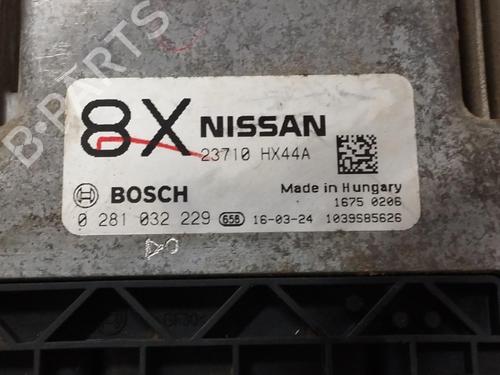 B-PARTS
8X NISSAN
23710 HX44A
BOSCH
Made in Hungary
1675 0206
0 281 032 229 656 16-03-24 1039S85626